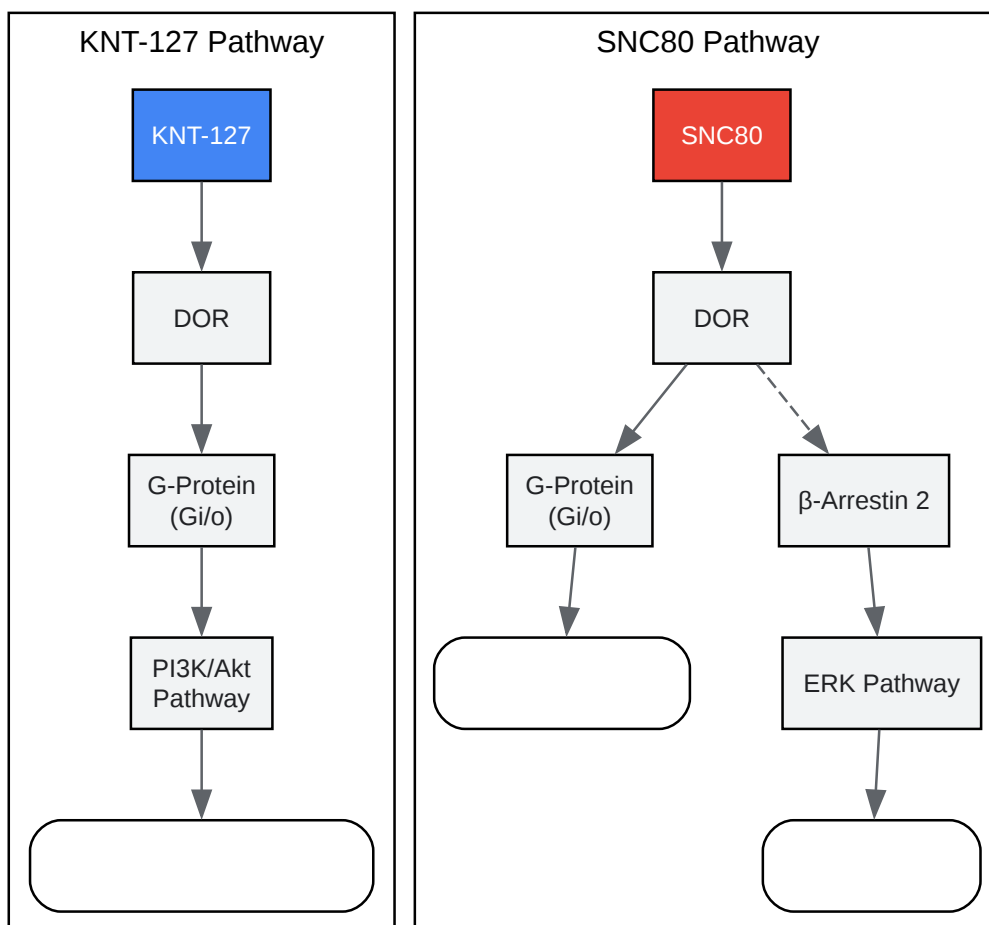 KNT-127 Pathway
KNT-127
DOR
G-Protein
(Gi/o)
PI3K/Akt
Pathway
SNC80 Pathway
SNC80
DOR
G-Protein
(Gi/o)
β-Arrestin 2
ERK Pathway